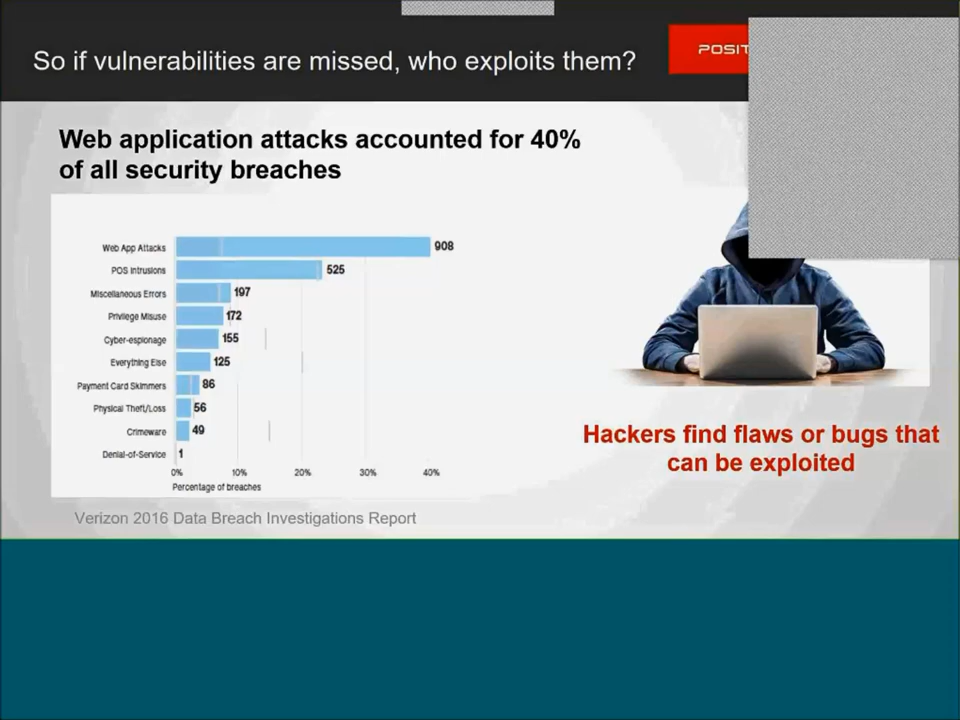 So if vulnerabilities are missed, who exploits them?
POSIT
Web application attacks accounted for 40%
of all security breaches
Web App Attacks 908
POS Intrusions 525
Miscellaneous Errors 197
Privilege Misuse 172
Cyber-espionage 155
Everything Else 125
Payment Card Skimmers 86
Physical Theft/Loss 56
Crimeware 49
Denial-of-Service 1
0% 10% 20% 30% 40%
Percentage of breaches
Hackers find flaws or bugs that
can be exploited
Verizon 2016 Data Breach Investigations Report